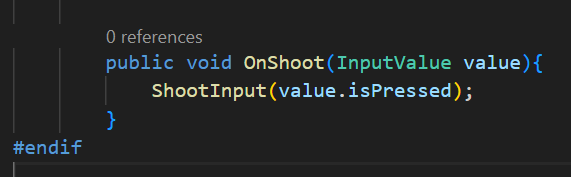 0 references
public void OnShoot(InputValue value){
ShootInput(value.isPressed);
}
#endif